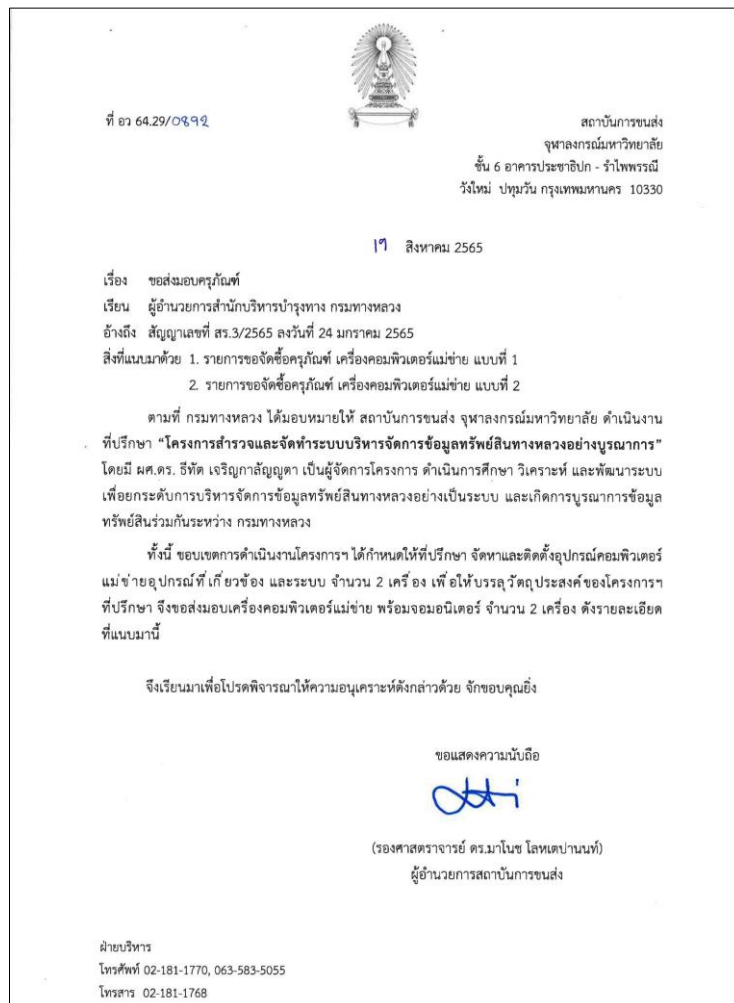 ที่ อว 64.29/0892
สถาบันการขนส่ง
จุฬาลงกรณ์มหาวิทยาลัย
ชั้น 6 อาคารประชาธิปก - รำไพพรรณี
วังใหม่ ปทุมวัน กรุงเทพมหานคร 10330
19 สิงหาคม 2565
เรื่อง ขอส่งมอบครุภัณฑ์
เรียน ผู้อำนวยการสำนักบริหารบำรุงทาง กรมทางหลวง
อ้างถึง สัญญาเลขที่ สร.3/2565 ลงวันที่ 24 มกราคม 2565
สิ่งที่แนบมาด้วย 1. รายการขอจัดซื้อครุภัณฑ์ เครื่องคอมพิวเตอร์แม่ข่าย แบบที่ 1
2. รายการขอจัดซื้อครุภัณฑ์ เครื่องคอมพิวเตอร์แม่ข่าย แบบที่ 2
ตามที่ กรมทางหลวง ได้มอบหมายให้ สถาบันการขนส่ง จุฬาลงกรณ์มหาวิทยาลัย ดำเนินงาน
ที่ปรึกษา “โครงการสำรวจและจัดทำระบบบริหารจัดการข้อมูลทรัพย์สินทางหลวงอย่างบูรณาการ”
โดยมี ผศ.ดร. ธีทัต เจริญกาลัญญูตา เป็นผู้จัดการโครงการ ดำเนินการศึกษา วิเคราะห์ และพัฒนาระบบ
เพื่อยกระดับการบริหารจัดการข้อมูลทรัพย์สินทางหลวงอย่างเป็นระบบ และเกิดการบูรณาการข้อมูล
ทรัพย์สินร่วมกันระหว่าง กรมทางหลวง
ทั้งนี้ ขอบเขตการดำเนินงานโครงการฯ ได้กำหนดให้ที่ปรึกษา จัดหาและติดตั้งอุปกรณ์คอมพิวเตอร์
แม่ข่ายอุปกรณ์ที่เกี่ยวข้อง และระบบ จำนวน 2 เครื่อง เพื่อให้บรรลุวัตถุประสงค์ของโครงการฯ
ที่ปรึกษา จึงขอส่งมอบเครื่องคอมพิวเตอร์แม่ข่าย พร้อมจอมอนิเตอร์ จำนวน 2 เครื่อง ดังรายละเอียด
ที่แนบมานี้
จึงเรียนมาเพื่อโปรดพิจารณาให้ความอนุเคราะห์ดังกล่าวด้วย จักขอบคุณยิ่ง
ขอแสดงความนับถือ
(รองศาสตราจารย์ ดร.มาโนช โลหเตปานนท์)
ผู้อำนวยการสถาบันการขนส่ง
ฝ่ายบริหาร
โทรศัพท์ 02-181-1770, 063-583-5055
โทรสาร 02-181-1768